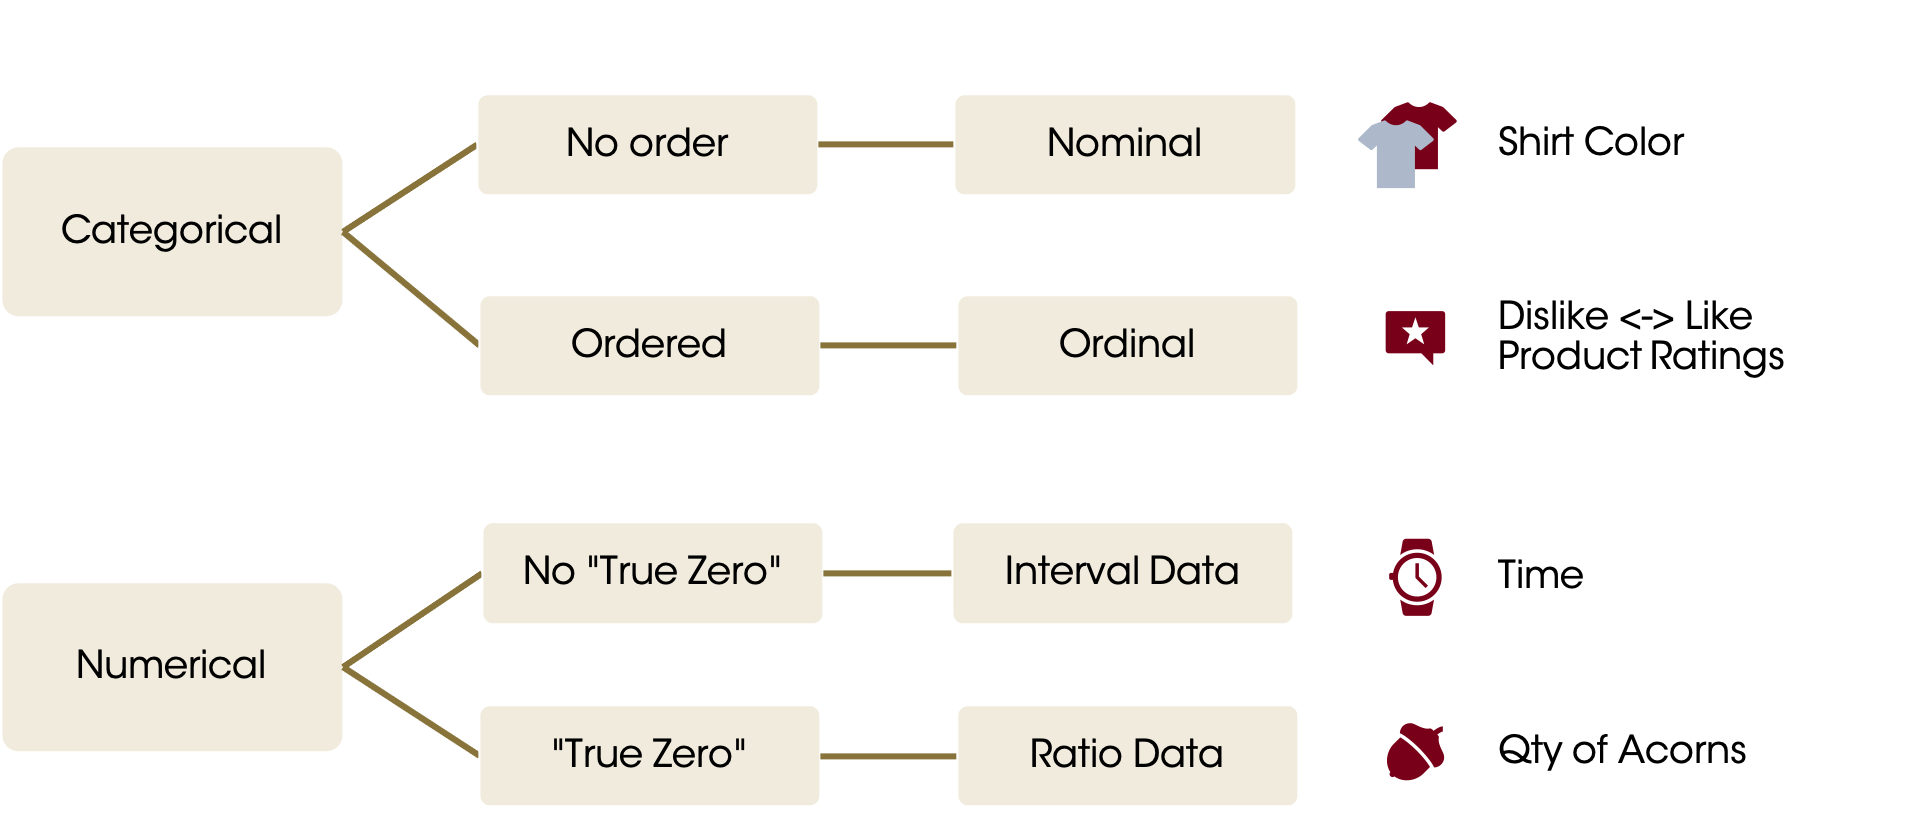 Categorical
No order
Nominal
Shirt Color
Ordered
Ordinal
Dislike <-> Like
Product Ratings
Numerical
No "True Zero"
Interval Data
Time
"True Zero"
Ratio Data
Qty of Acorns